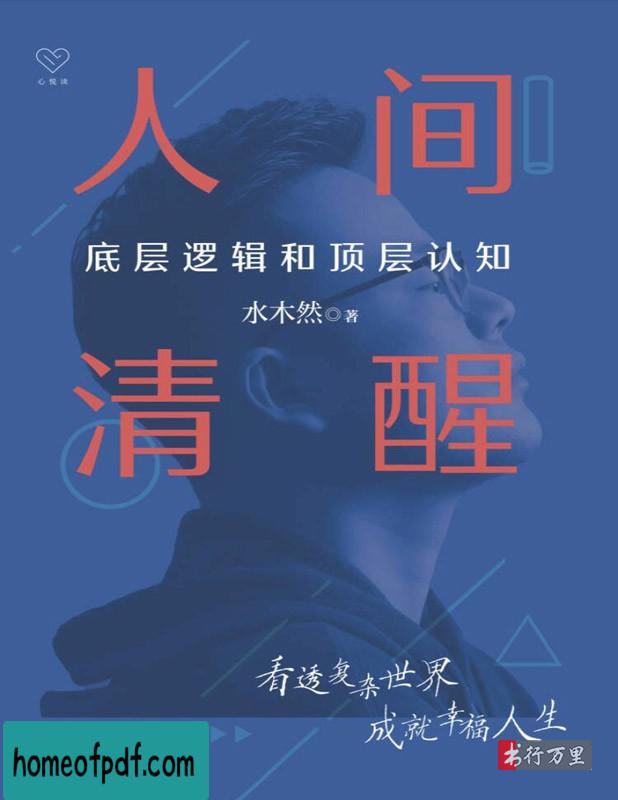 心悦读
人间
底层逻辑和顶层认知
水木然◎著
清醒
看透复杂世界
成就幸福人生
书行万里
homeofpdf.com